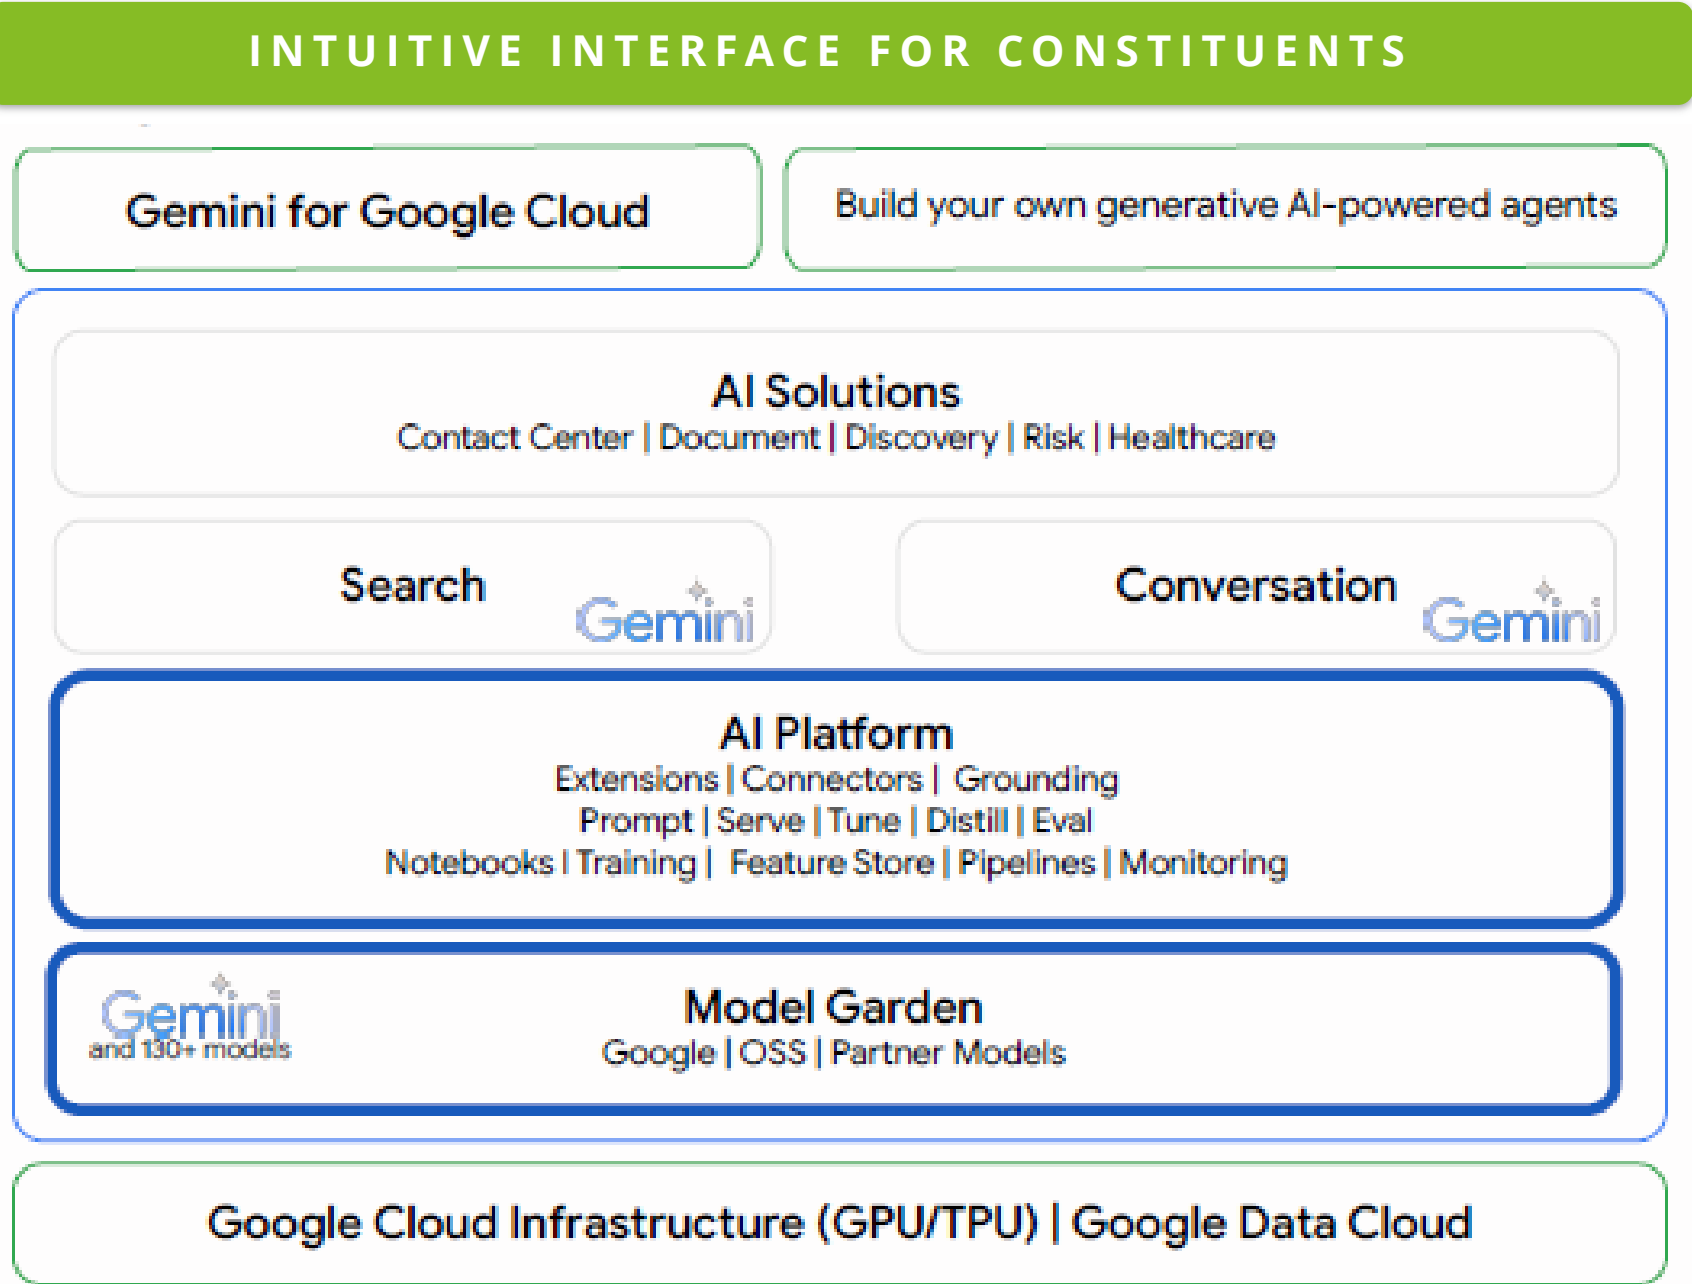 INTUITIVE INTERFACE FOR CONSTITUENTS
Gemini for Google Cloud
Build your own generative AI-powered agents
AI Solutions
Contact Center | Document | Discovery | Risk | Healthcare
Search
Gemini
Conversation
Gemini
AI Platform
Extensions | Connectors | Grounding
Prompt | Serve | Tune | Distill | Eval
Notebooks I Training | Feature Store | Pipelines | Monitoring
Gemini
and 130+ models
Model Garden
Google | OSS | Partner Models
Google Cloud Infrastructure (GPU/TPU) | Google Data Cloud